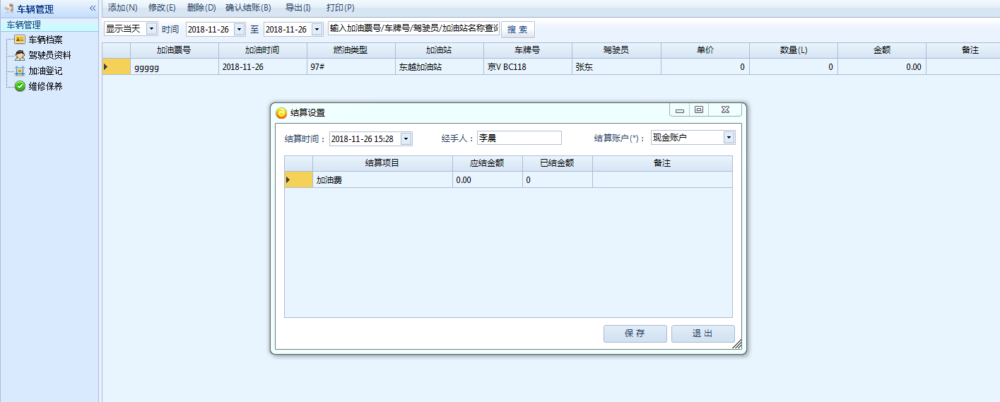 车辆管理 «
车辆管理
车辆档案
驾驶员资料
加油登记
维修保养
添加(N) 修改(E) 删除(D) 确认结账(B) 导出(I) 打印(P)
显示当天 时间 2018-11-26 至 2018-11-26 输入加油票号/车牌号/驾驶员/加油站名称查询 搜 索
加油票号 加油时间 燃油类型 加油站 车牌号 驾驶员 单价 数量(L) 金额 备注
ggggg 2018-11-26 97# 东越加油站 京V BC118 张东 0 0 0.00
结算设置
结算时间： 2018-11-26 15:28 经手人： 李晨 结算账户(*)： 现金账户
结算项目 应结金额 已结金额 备注
加油费 0.00 0
保 存 退 出